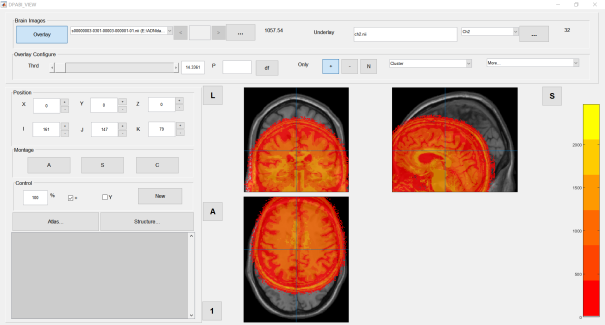 DPABI_VIEW
Brain Images
Overlay
<
>
...
1057.54
Underlay
ch2.nii
Ch2
...
32
Overlay Configure
Thrd
14.3361
P
df
Only
+
-
N
Cluster
More...
Position
X
0
Y
0
Z
0
I
161
J
147
K
73
Montage
A
S
C
Control
100
%
+
Y
New
Atlas...
Structure...
L
S
A
1
2000
1500
1000
500
0